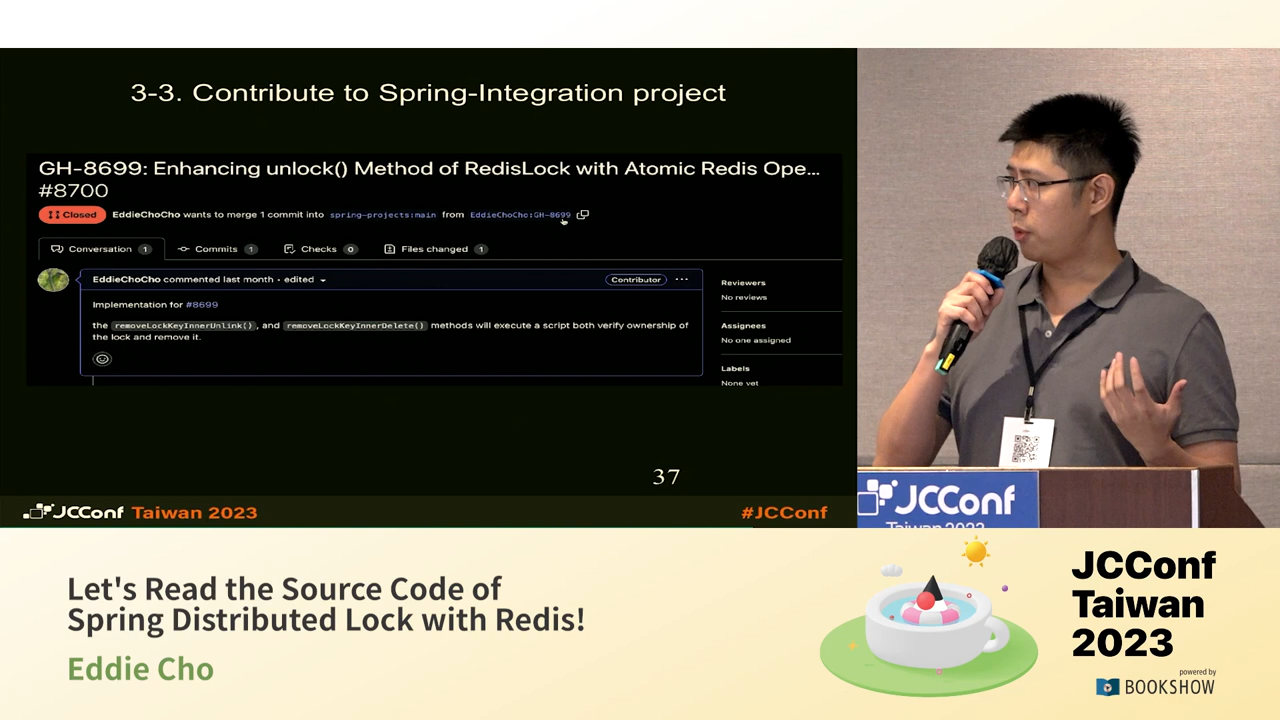 3-3. Contribute to Spring-Integration project
GH-8699: Enhancing unlock() Method of RedisLock with Atomic Redis Ope...
#8700
Closed EddieChoCho wants to merge 1 commit into spring-projects:main from EddieChoCho:GH-8699
Conversation 1 Commits 1 Checks 0 Files changed 1
EddieChoCho commented last month • edited
Contributor ...
Implementation for #8699
the removeLockKeyInnerUnlink() , and removeLockKeyInnerDelete() methods will execute a script both verify ownership of
the lock and remove it.
Reviewers
No reviews
Assignees
No one assigned
Labels
None yet
37
JCConf Taiwan 2023
#JCConf
JCConf
Taiwan 2023
Let's Read the Source Code of
Spring Distributed Lock with Redis!
Eddie Cho
JCConf
Taiwan
2023
powered by
BOOKSHOW